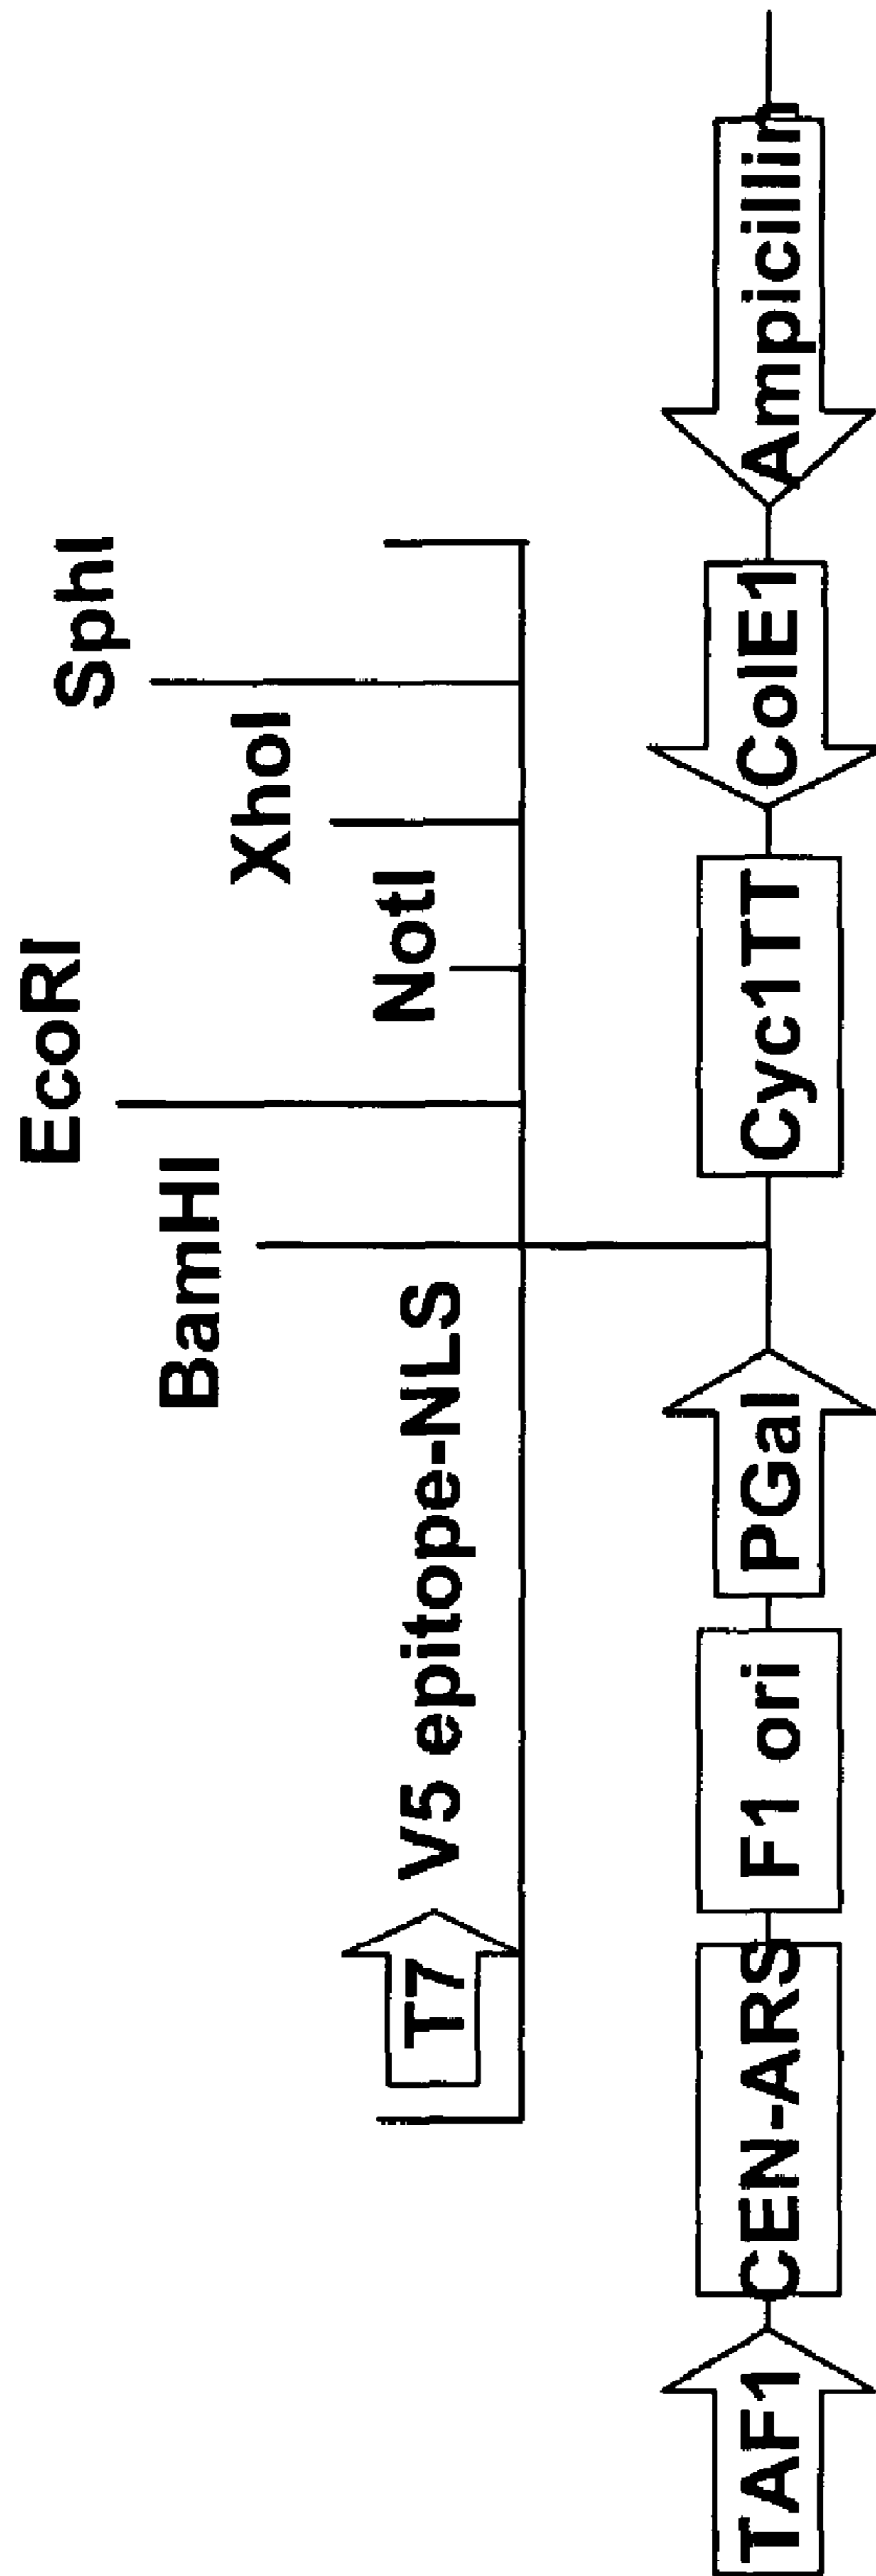 EcoRI
SphI
BamHI
XhoI
NotI
T7
V5 epitope-NLS
TAF1
CEN-ARS
F1 ori
PGal
Cyc1TT
ColE1
Ampicillin